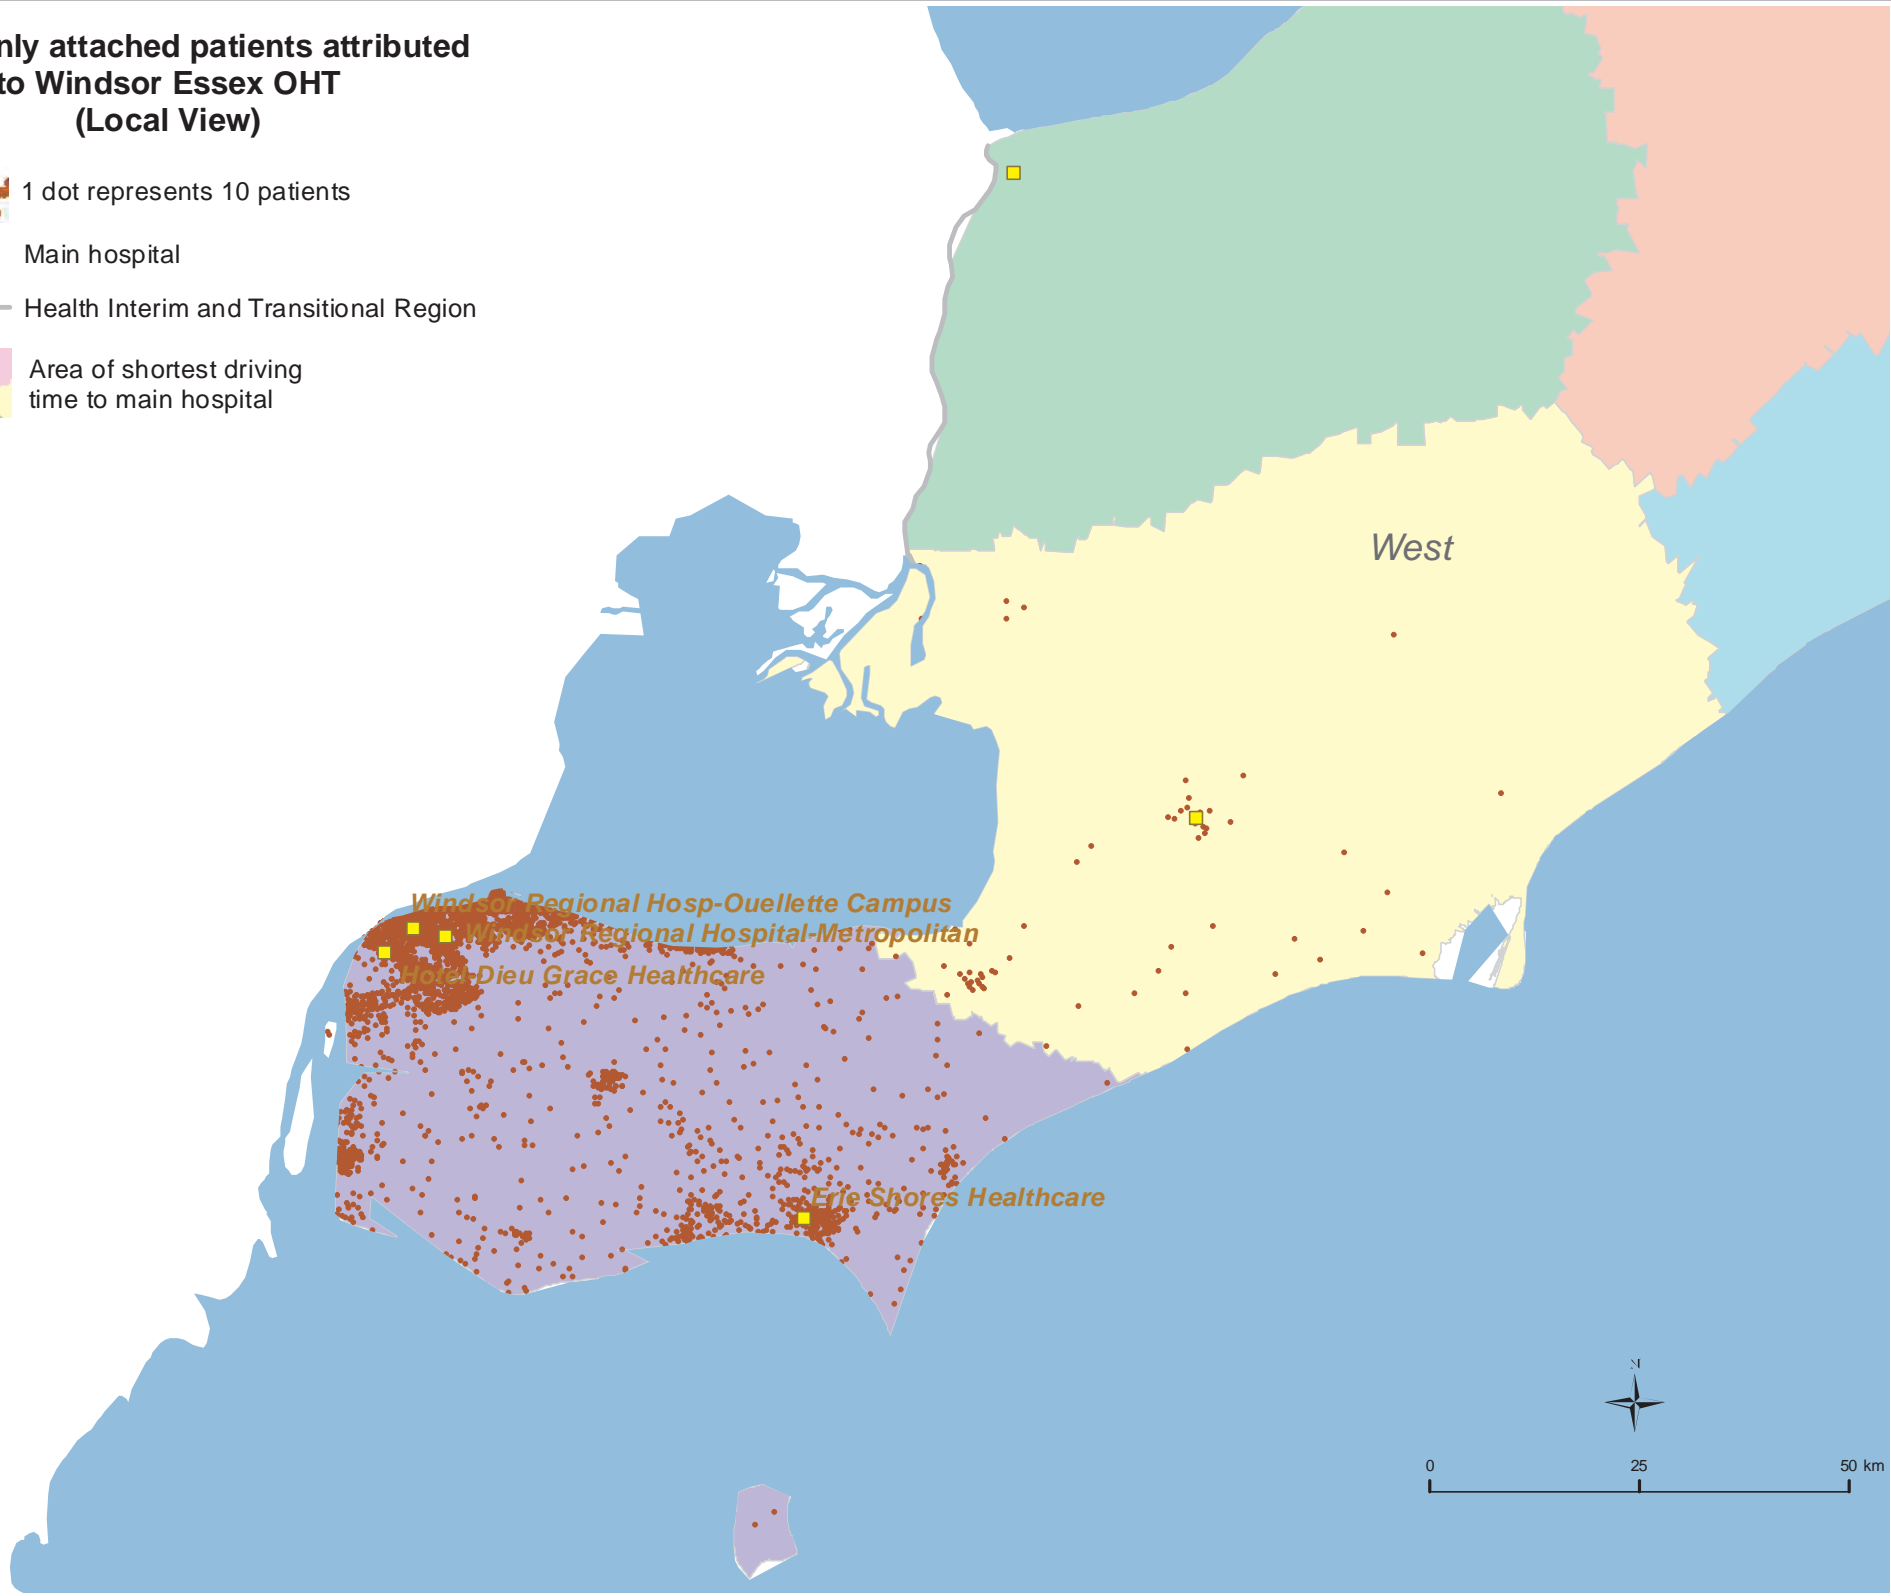 nly attached patients attributed
to Windsor Essex OHT
(Local View)
1 dot represents 10 patients
Main hospital
Health Interim and Transitional Region
Area of shortest driving
time to main hospital
West
Windsor Regional Hosp-Ouellette Campus
Windsor Regional Hospital-Metropolitan
Hotel-Dieu Grace Healthcare
Erie Shores Healthcare
N
0 25 50 km